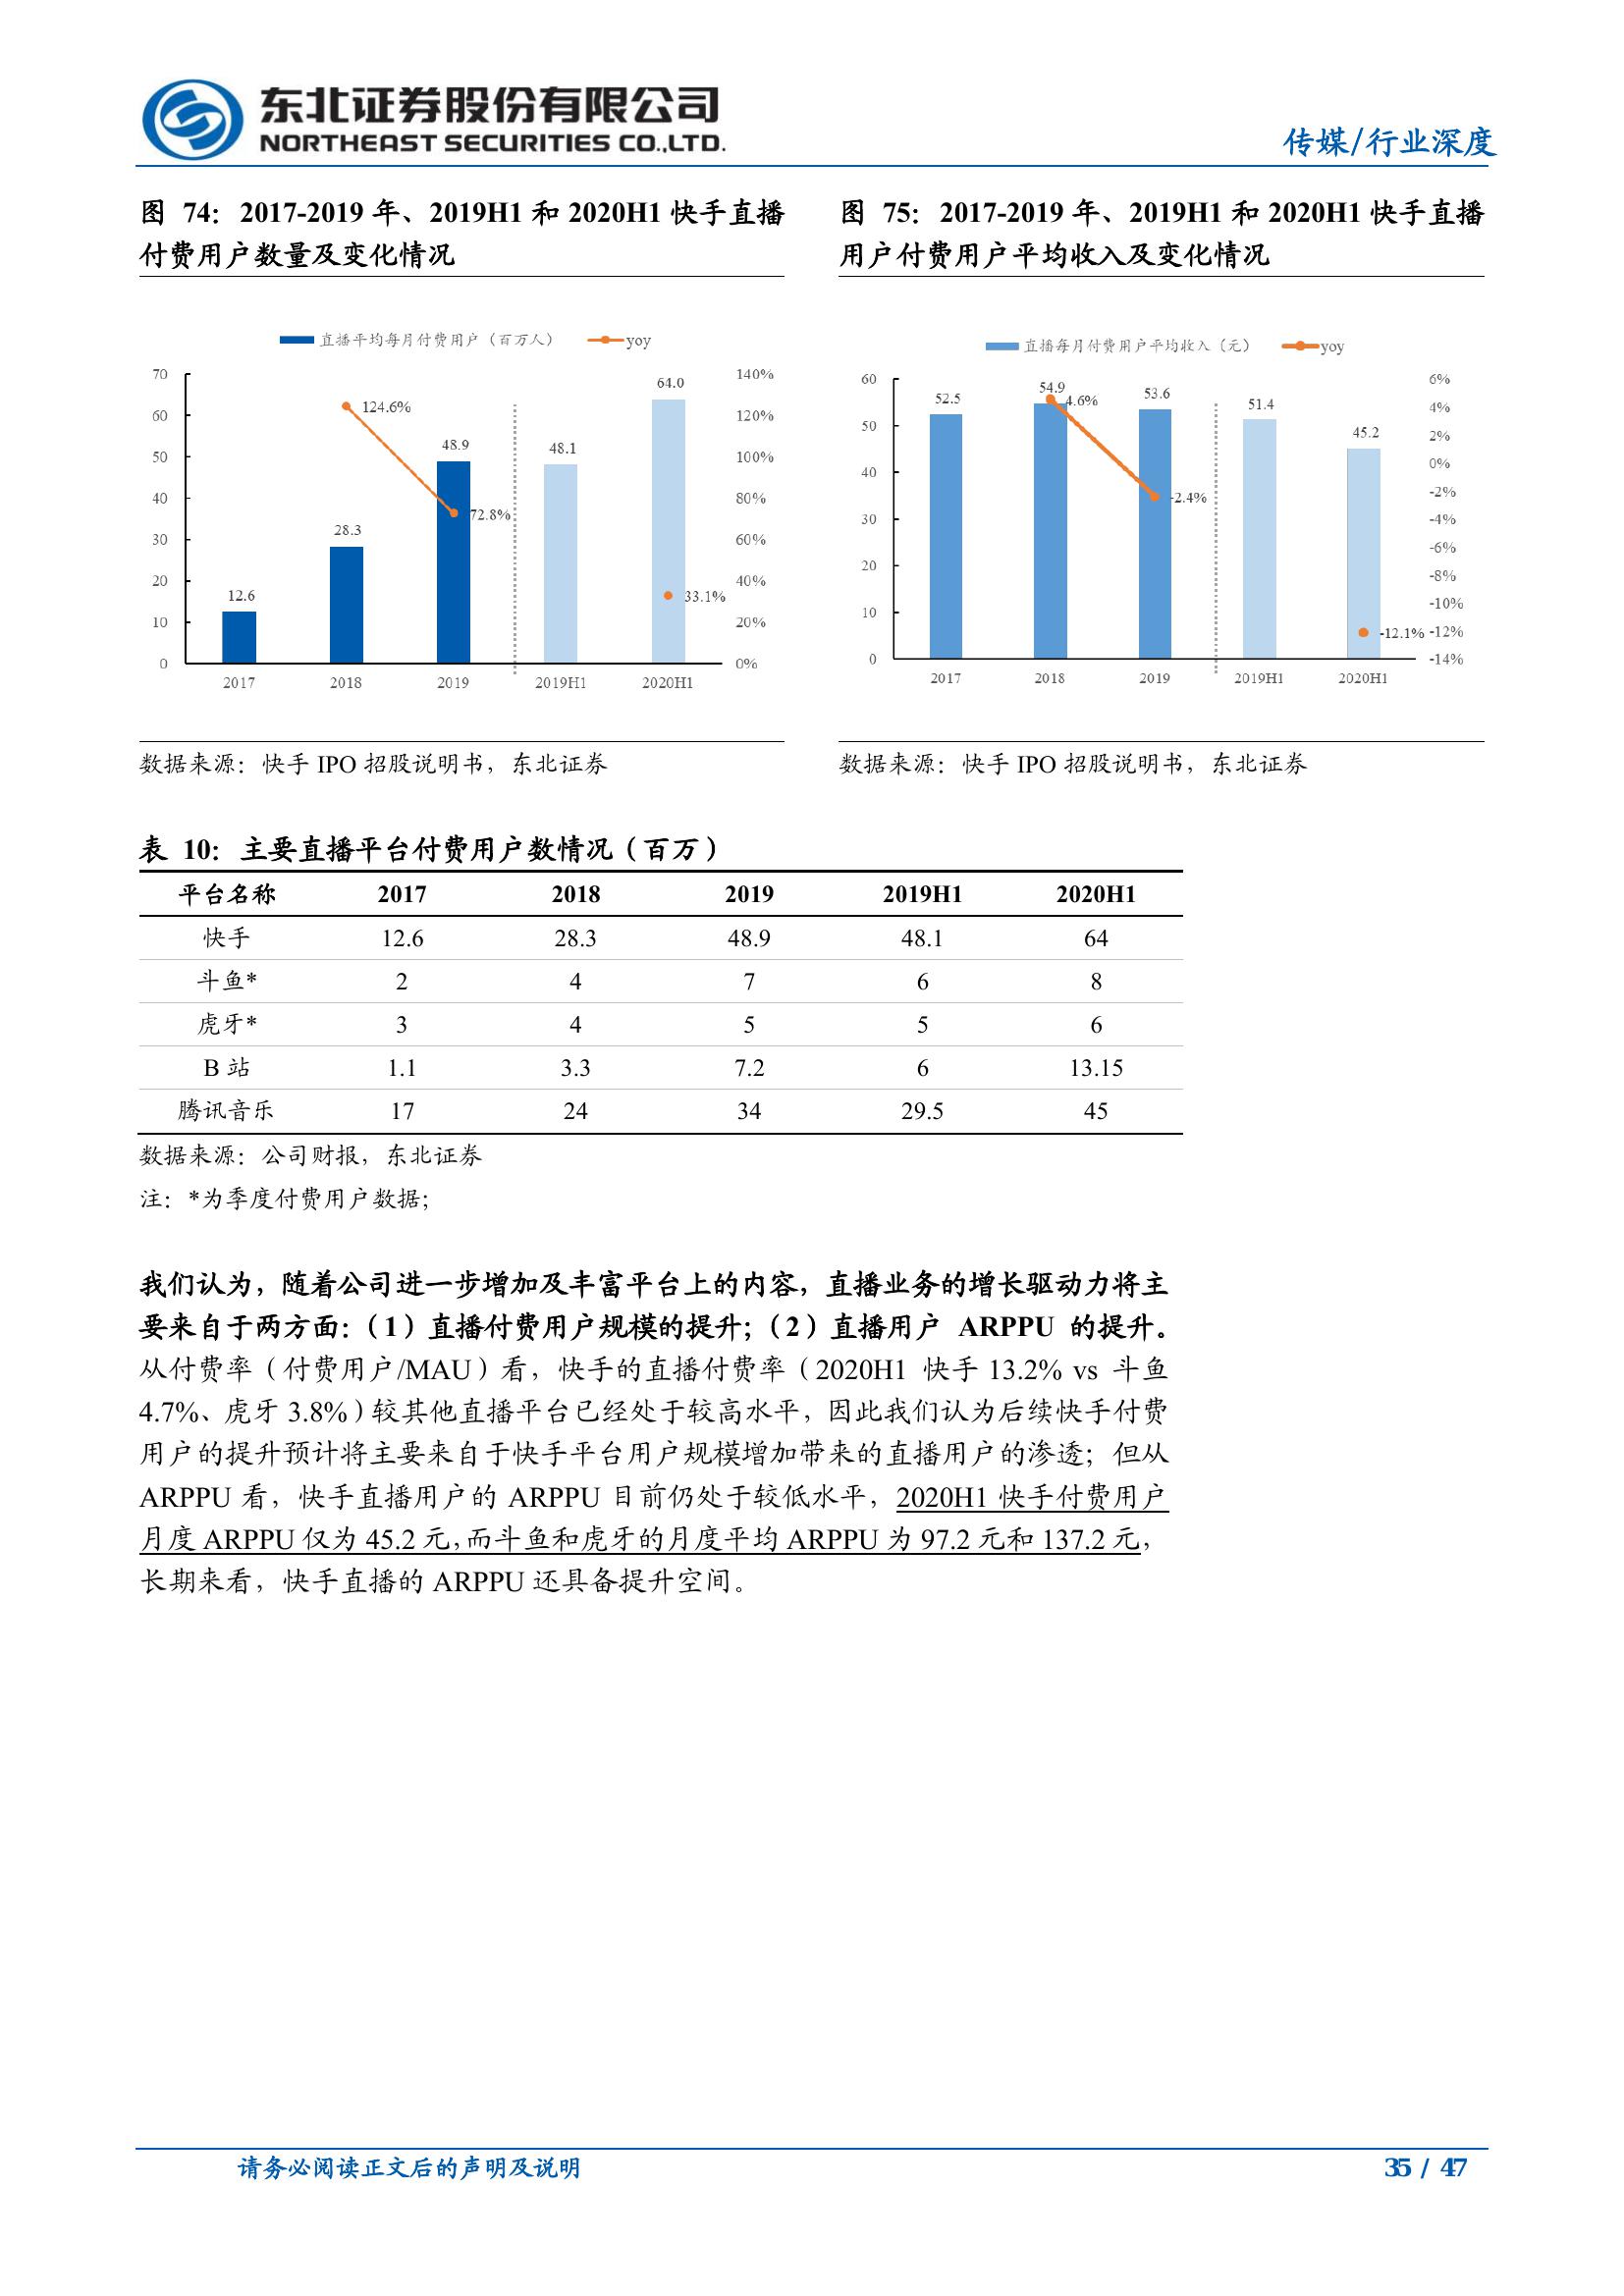 东北证券股份有限公司
NORTHEAST SECURITIES CO.,LTD.
传媒/行业深度
图 74：2017-2019 年、2019H1 和 2020H1 快手直播
付费用户数量及变化情况
直播平均每月付费用户（百万人） yoy
70
60
50
40
30
20
10
0
140%
120%
100%
80%
60%
40%
20%
0%
12.6
28.3
48.9
48.1
64.0
124.6%
72.8%
33.1%
2017 2018 2019 2019H1 2020H1
数据来源：快手 IPO 招股说明书，东北证券
图 75：2017-2019 年、2019H1 和 2020H1 快手直播
用户付费用户平均收入及变化情况
直播每月付费用户平均收入（元） yoy
60
50
40
30
20
10
0
6%
4%
2%
0%
-2%
-4%
-6%
-8%
-10%
-12%
-14%
52.5
54.9
53.6
51.4
45.2
4.6%
-2.4%
-12.1%
2017 2018 2019 2019H1 2020H1
数据来源：快手 IPO 招股说明书，东北证券
表 10：主要直播平台付费用户数情况（百万）
平台名称 2017 2018 2019 2019H1 2020H1
快手 12.6 28.3 48.9 48.1 64
斗鱼* 2 4 7 6 8
虎牙* 3 4 5 5 6
B 站 1.1 3.3 7.2 6 13.15
腾讯音乐 17 24 34 29.5 45
数据来源：公司财报，东北证券
注：*为季度付费用户数据；
我们认为，随着公司进一步增加及丰富平台上的内容，直播业务的增长驱动力将主
要来自于两方面：（1）直播付费用户规模的提升；（2）直播用户 ARPPU 的提升。
从付费率（付费用户/MAU）看，快手的直播付费率（2020H1 快手 13.2% vs 斗鱼
4.7%、虎牙 3.8%）较其他直播平台已经处于较高水平，因此我们认为后续快手付费
用户的提升预计将主要来自于快手平台用户规模增加带来的直播用户的渗透；但从
ARPPU 看，快手直播用户的 ARPPU 目前仍处于较低水平，2020H1 快手付费用户
月度 ARPPU 仅为 45.2 元，而斗鱼和虎牙的月度平均 ARPPU 为 97.2 元和 137.2 元，
长期来看，快手直播的 ARPPU 还具备提升空间。
请务必阅读正文后的声明及说明
35 / 47